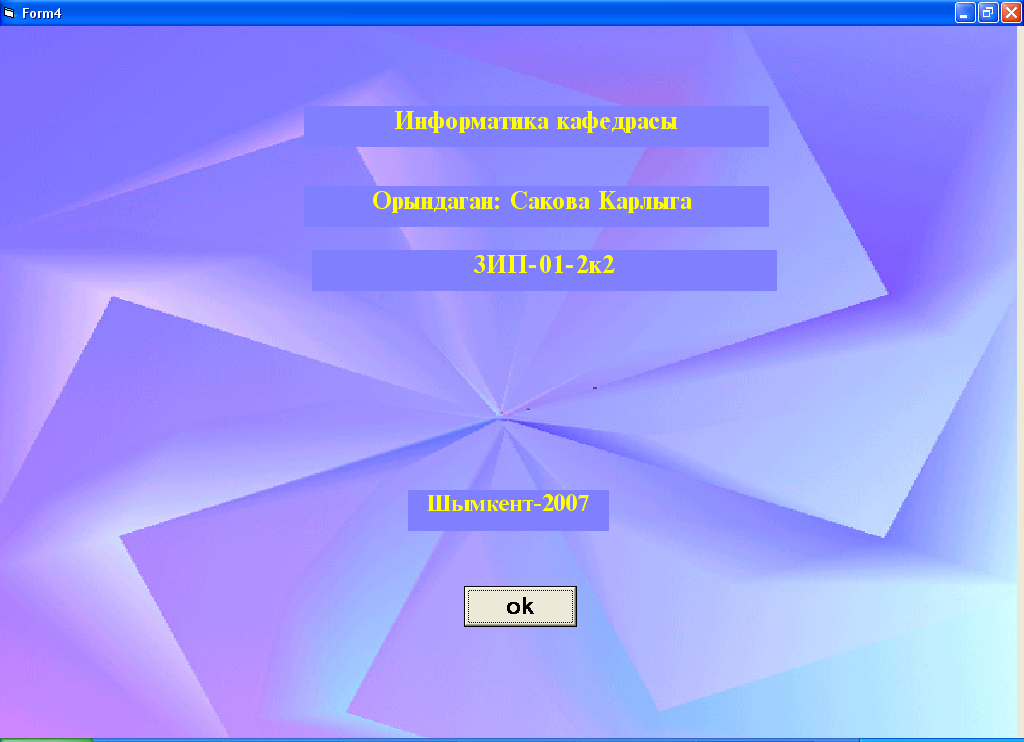 Form4
Информатика кафедрасы
Орындаган: Сакова Карлыга
ЗИП-01-2к2
Шымкент-2007
ok